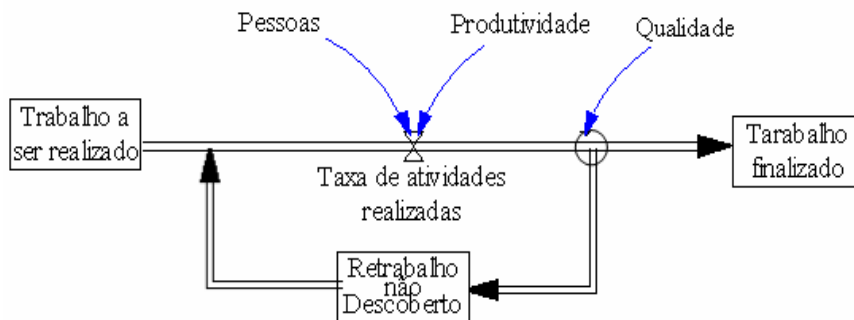 Pessoas
Produtividade
Qualidade
Trabalho a
ser realizado
Tarabalho
finalizado
Taxa de atividades
realizadas
Retrabalho
não
Descoberto